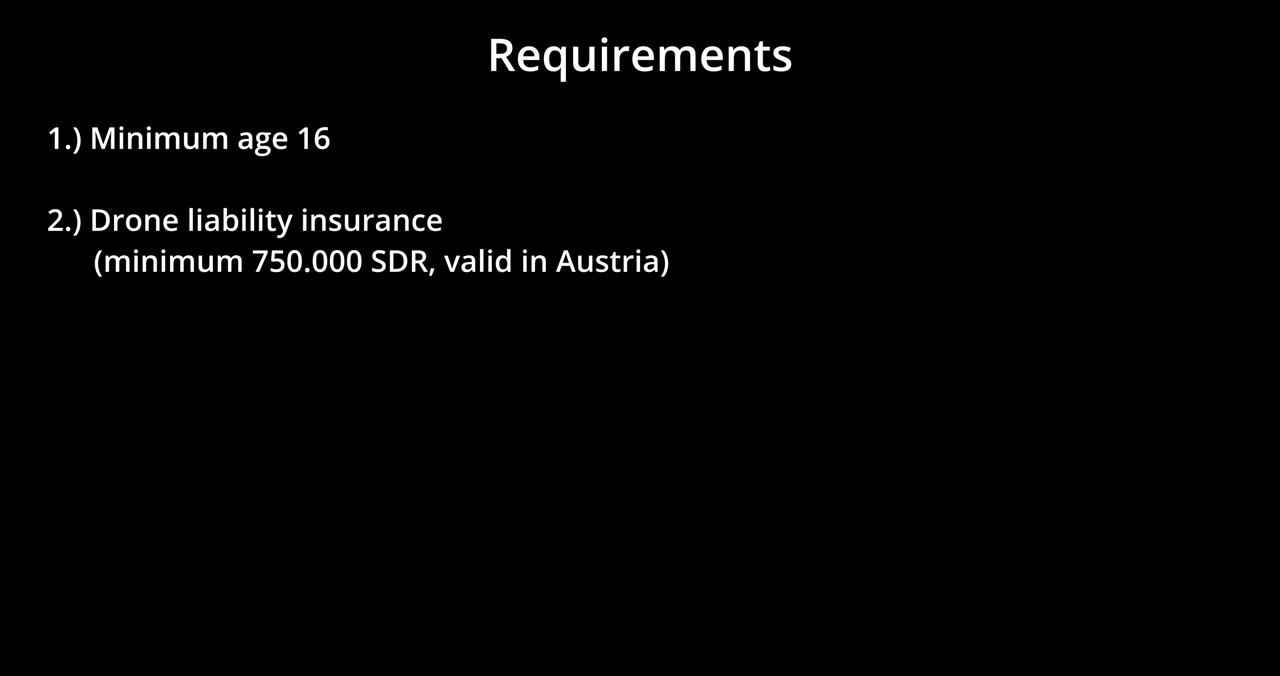 Requirements
1.) Minimum age 16
2.) Drone liability insurance
(minimum 750.000 SDR, valid in Austria)